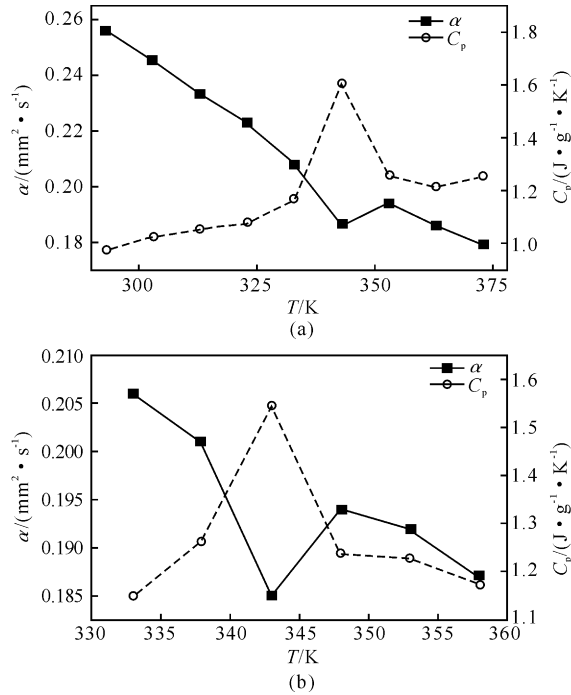 0.26
0.24
0.22
0.20
0.18
α/(mm²•s⁻¹)
α
Cₚ
1.8
1.6
1.4
1.2
1.0
Cₚ/(J•g⁻¹•K⁻¹)
300 325 350 375
T/K
(a)
0.210
0.205
0.200
0.195
0.190
0.185
α/(mm²•s⁻¹)
α
Cₚ
1.6
1.5
1.4
1.3
1.2
1.1
Cₚ/(J•g⁻¹•K⁻¹)
330 335 340 345 350 355 360
T/K
(b)